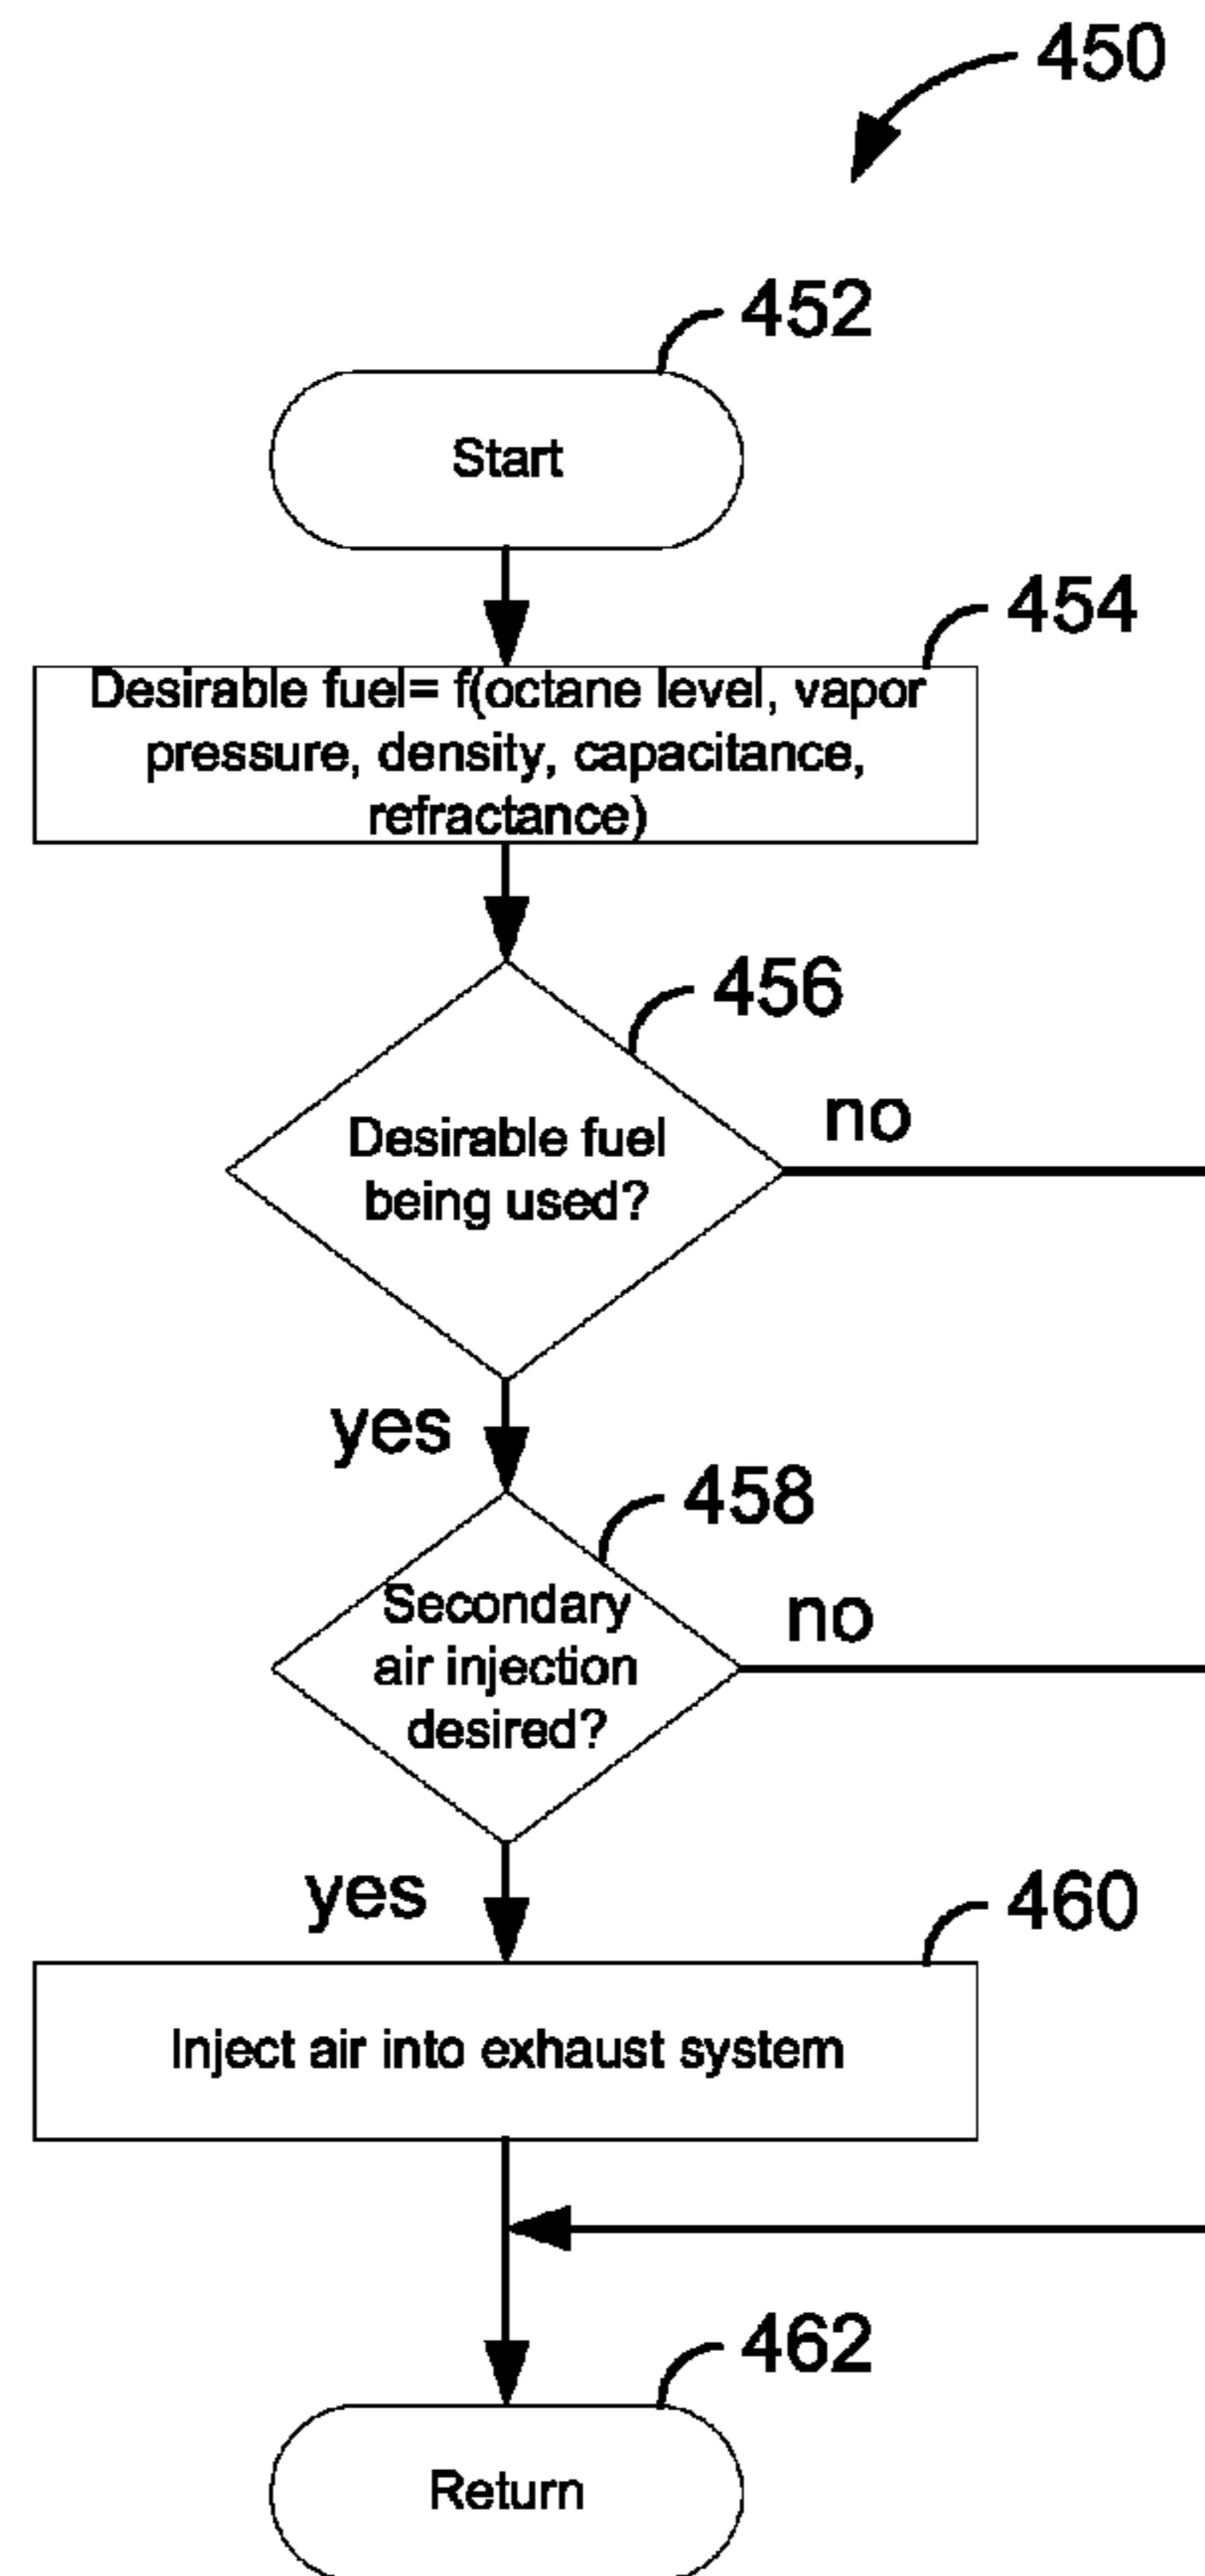 450
452
Start
454
Desirable fuel= f(octane level, vapor
pressure, density, capacitance,
refractance)
456
Desirable fuel
being used?
no
yes
458
Secondary
air injection
desired?
no
yes
460
Inject air into exhaust system
462
Return